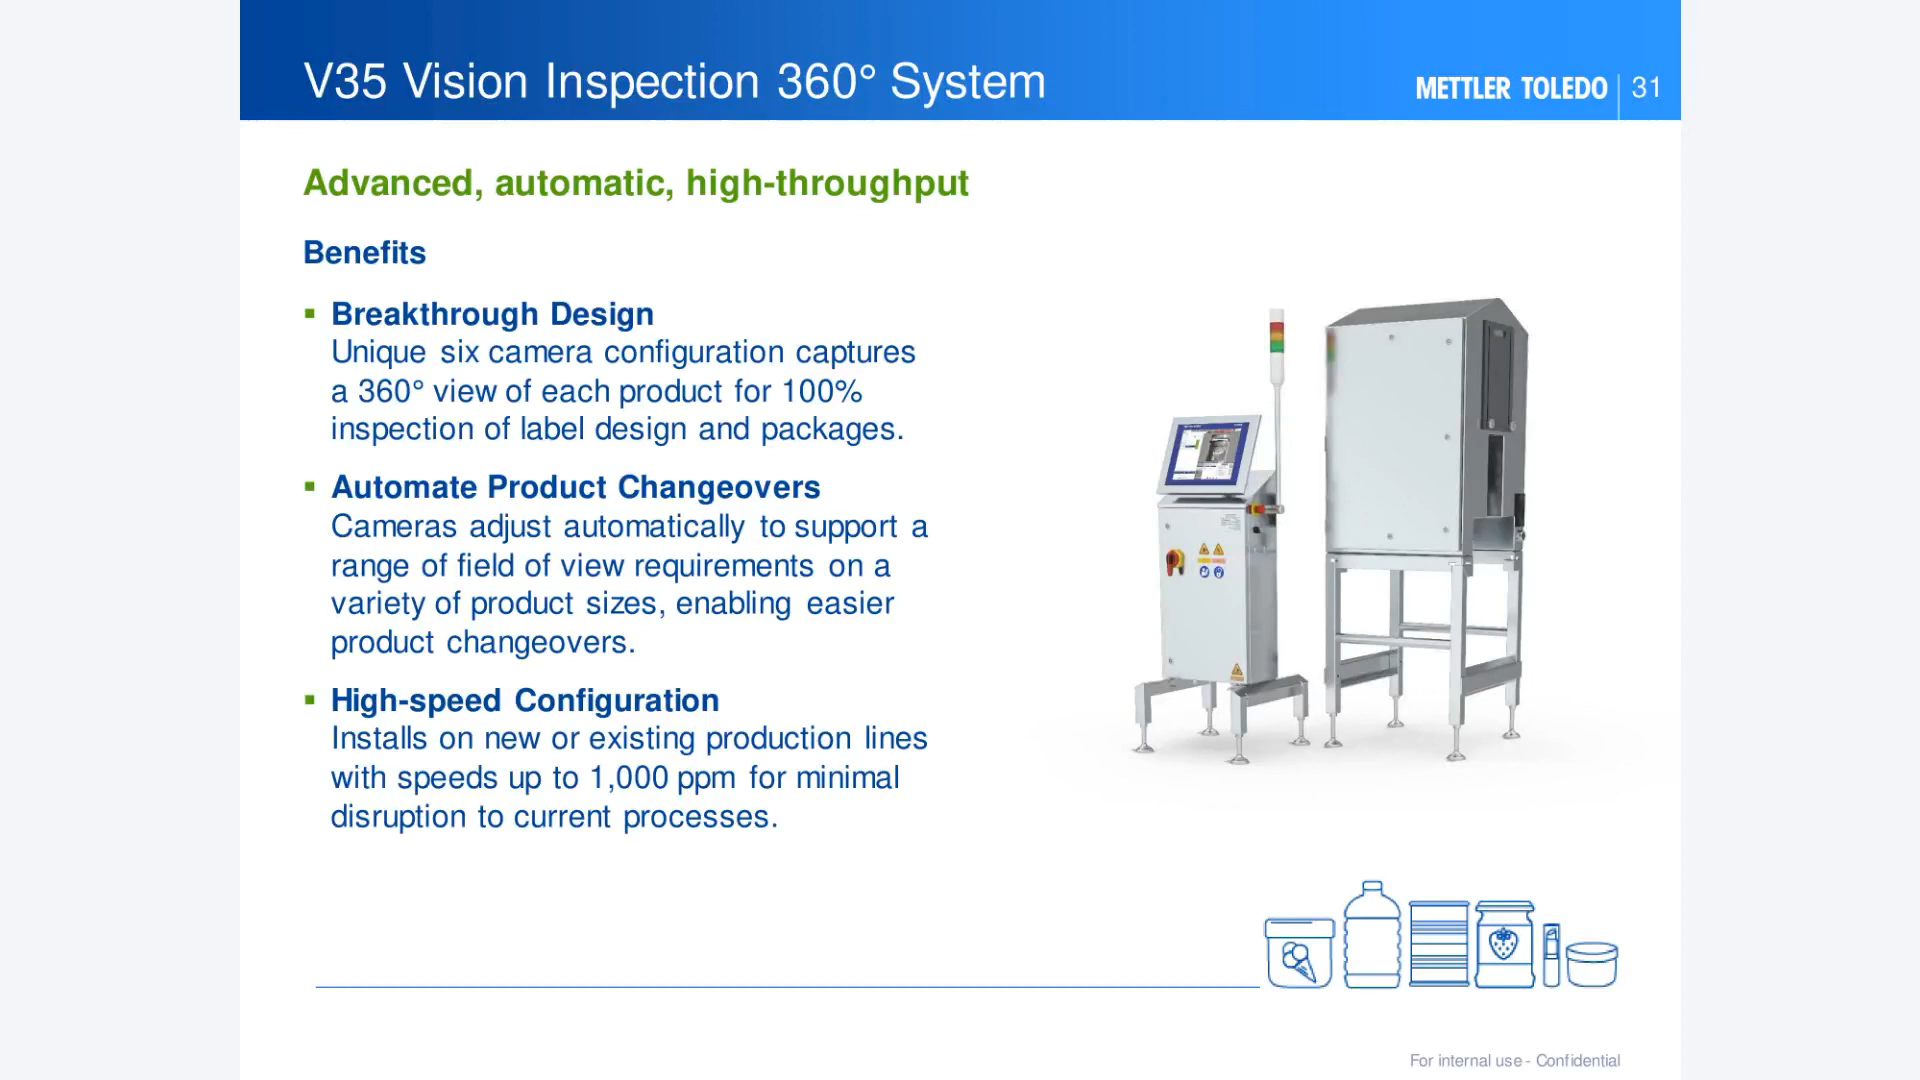 V35 Vision Inspection 360° System
METTLER TOLEDO 31
Advanced, automatic, high-throughput
Benefits
▪ Breakthrough Design
Unique six camera configuration captures
a 360° view of each product for 100%
inspection of label design and packages.
▪ Automate Product Changeovers
Cameras adjust automatically to support a
range of field of view requirements on a
variety of product sizes, enabling easier
product changeovers.
▪ High-speed Configuration
Installs on new or existing production lines
with speeds up to 1,000 ppm for minimal
disruption to current processes.
For internal use - Confidential